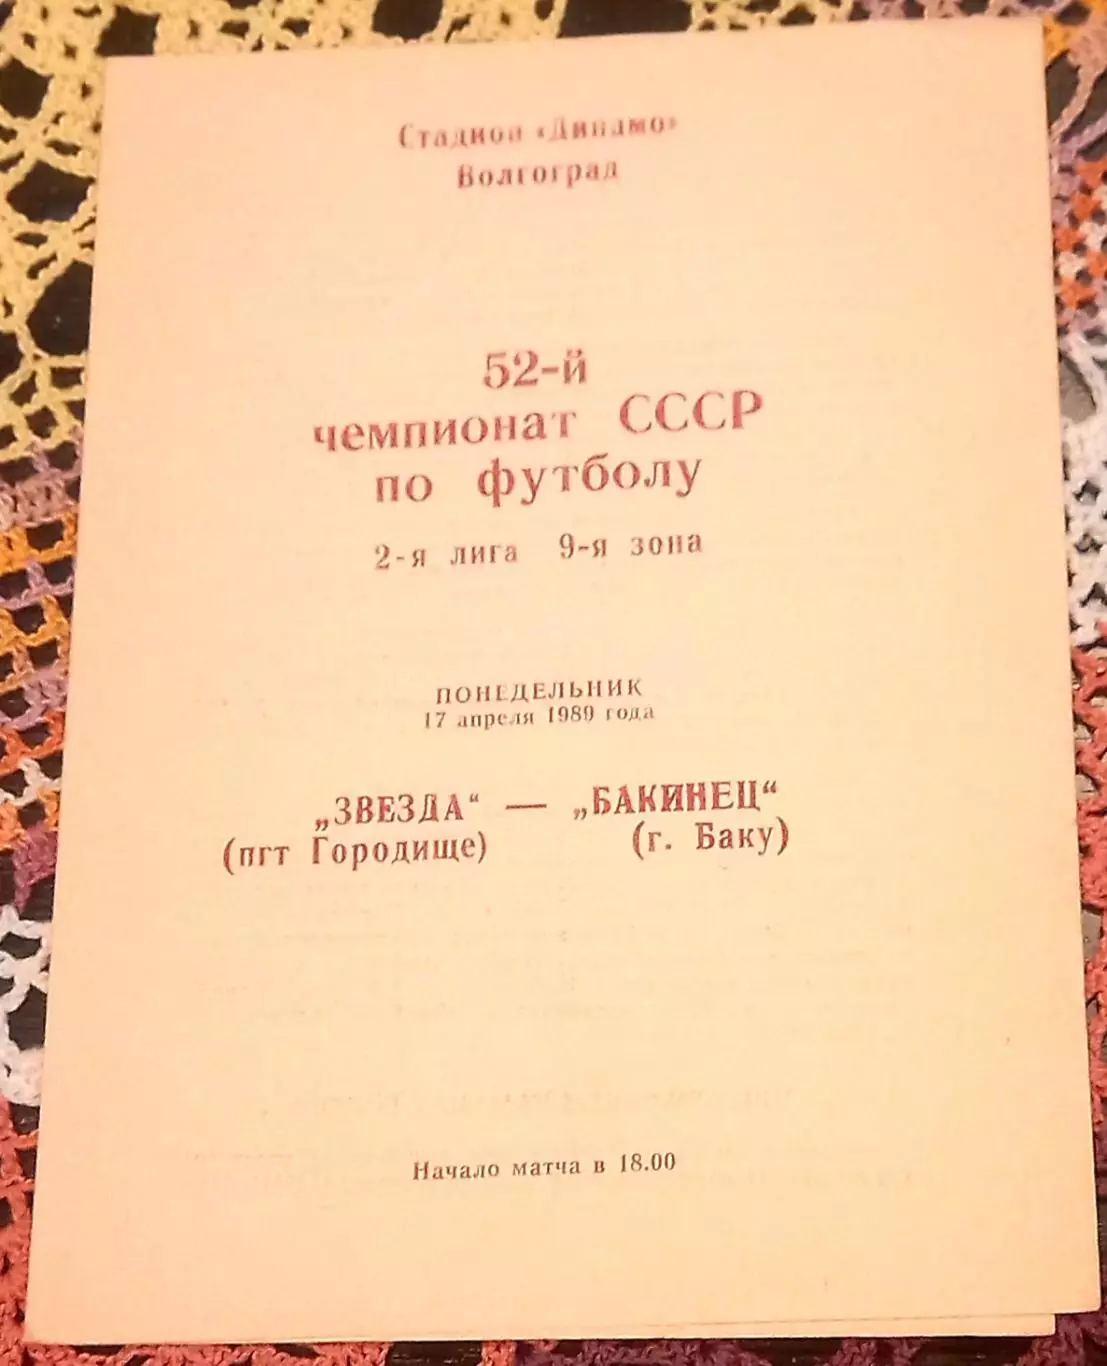 Стадион «Динамо»
Волгоград
52-й
чемпионат СССР
по футболу
2-я лига 9-я зона
ПОНЕДЕЛЬНИК
17 апреля 1989 года
„ЗВЕЗДА“ — „БАКИНЕЦ“
(пгт Городище) (г. Баку)
Начало матча в 18.00